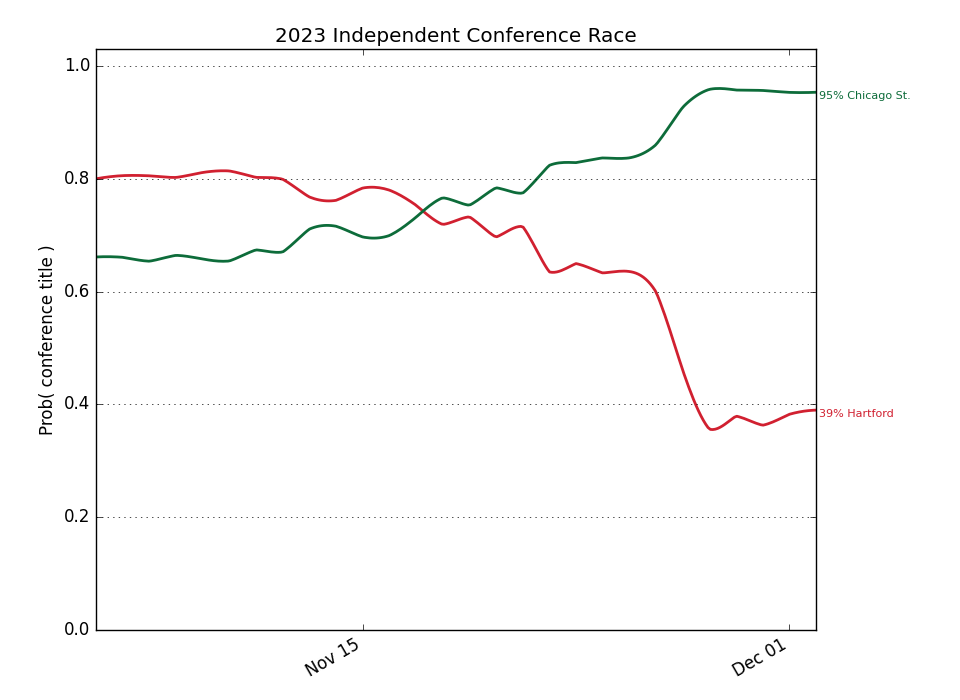 2023 Independent Conference Race
Prob( conference title )
1.0
0.8
0.6
0.4
0.2
0.0
Nov 15
Dec 01
95% Chicago St.
39% Hartford